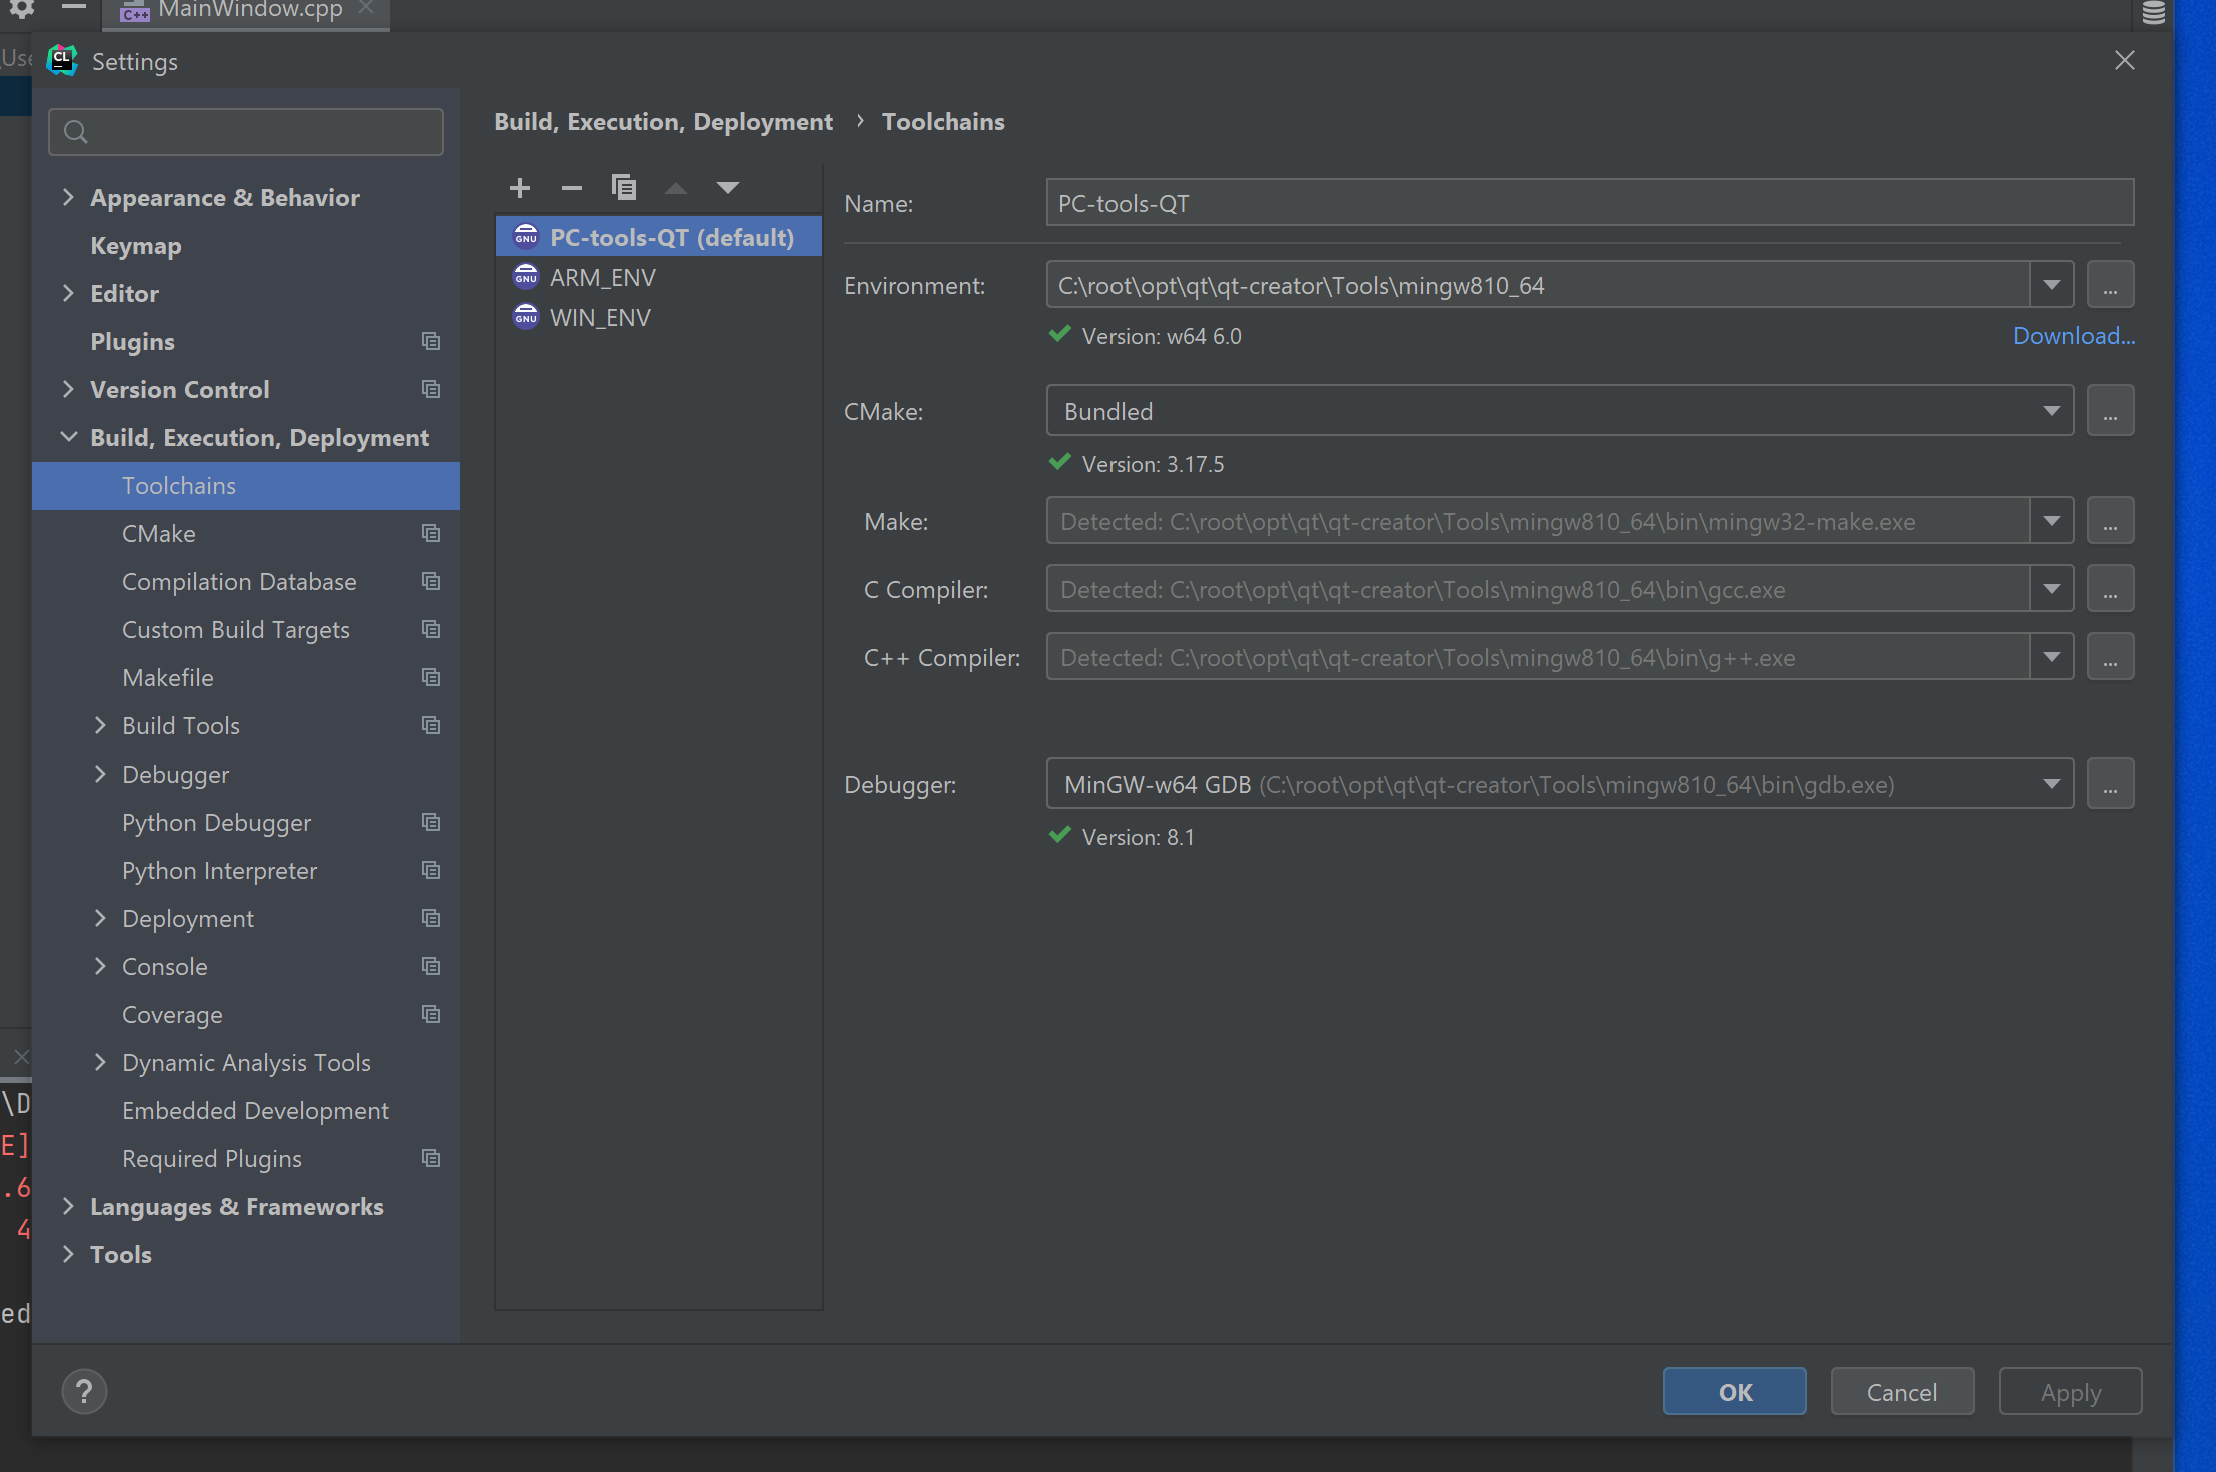 MainWindow.cpp
Settings
Build, Execution, Deployment › Toolchains
Appearance & Behavior
Keymap
Editor
Plugins
Version Control
Build, Execution, Deployment
Toolchains
CMake
Compilation Database
Custom Build Targets
Makefile
Build Tools
Debugger
Python Debugger
Python Interpreter
Deployment
Console
Coverage
Dynamic Analysis Tools
Embedded Development
Required Plugins
Languages & Frameworks
Tools
PC-tools-QT (default)
ARM_ENV
WIN_ENV
Name: PC-tools-QT
Environment: C:\root\opt\qt\qt-creator\Tools\mingw810_64 ...
Version: w64 6.0 Download...
CMake: Bundled ...
Version: 3.17.5
Make: Detected: C:\root\opt\qt\qt-creator\Tools\mingw810_64\bin\mingw32-make.exe ...
C Compiler: Detected: C:\root\opt\qt\qt-creator\Tools\mingw810_64\bin\gcc.exe ...
C++ Compiler: Detected: C:\root\opt\qt\qt-creator\Tools\mingw810_64\bin\g++.exe ...
Debugger: MinGW-w64 GDB (C:\root\opt\qt\qt-creator\Tools\mingw810_64\bin\gdb.exe) ...
Version: 8.1
\D
E]
.6
4
ed
? OK Cancel Apply